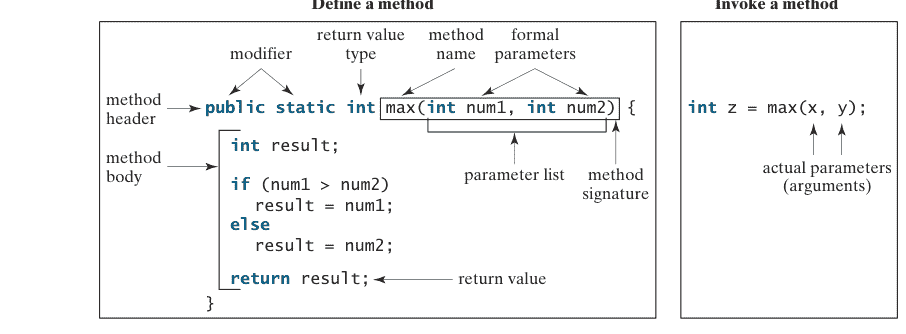 Define a method
Invoke a method
return value
type
method
name
formal
parameters
modifier
method
header
public static int max(int num1, int num2) {
int z = max(x, y);
method
body
int result;
parameter list
method
signature
actual parameters
(arguments)
if (num1 > num2)
result = num1;
else
result = num2;
return result;
return value
}